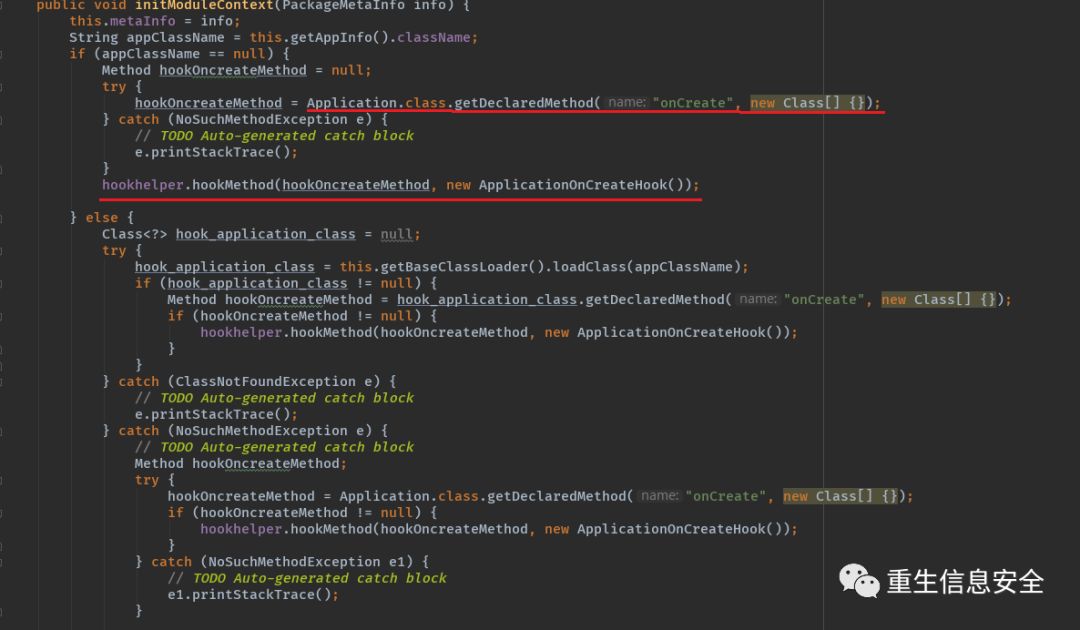 public void initModuleContext(PackageMetaInfo info) {
this.metaInfo = info;
String appClassName = this.getAppInfo().className;
if (appClassName == null) {
Method hookOncreateMethod = null;
try {
hookOncreateMethod = Application.class.getDeclaredMethod( name: "onCreate", new Class[] {});
} catch (NoSuchMethodException e) {
// TODO Auto-generated catch block
e.printStackTrace();
}
hookhelper.hookMethod(hookOncreateMethod, new ApplicationOnCreateHook());
} else {
Class<?> hook_application_class = null;
try {
hook_application_class = this.getBaseClassLoader().loadClass(appClassName);
if (hook_application_class != null) {
Method hookOncreateMethod = hook_application_class.getDeclaredMethod( name: "onCreate", new Class[] {});
if (hookOncreateMethod != null) {
hookhelper.hookMethod(hookOncreateMethod, new ApplicationOnCreateHook());
}
}
} catch (ClassNotFoundException e) {
// TODO Auto-generated catch block
e.printStackTrace();
} catch (NoSuchMethodException e) {
// TODO Auto-generated catch block
Method hookOncreateMethod;
try {
hookOncreateMethod = Application.class.getDeclaredMethod( name: "onCreate", new Class[] {});
if (hookOncreateMethod != null) {
hookhelper.hookMethod(hookOncreateMethod, new ApplicationOnCreateHook());
}
} catch (NoSuchMethodException e1) {
// TODO Auto-generated catch block
e1.printStackTrace();
}
重生信息安全